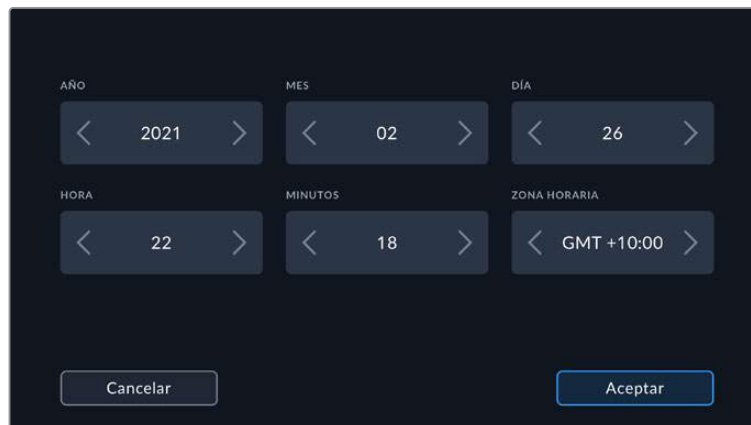 AÑO MES DÍA
2021 02 26
HORA MINUTOS ZONA HORARIA
22 18 GMT +10:00
Cancelar Aceptar